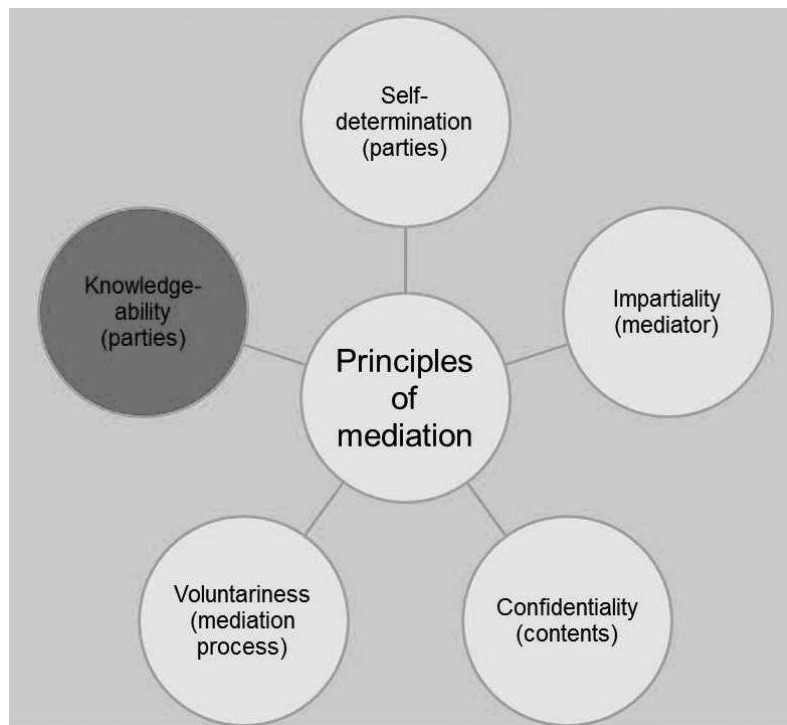 Self-
determination
(parties)
Knowledge-
ability
(parties)
Impartiality
(mediator)
Principles
of
mediation
Voluntariness
(mediation
process)
Confidentiality
(contents)